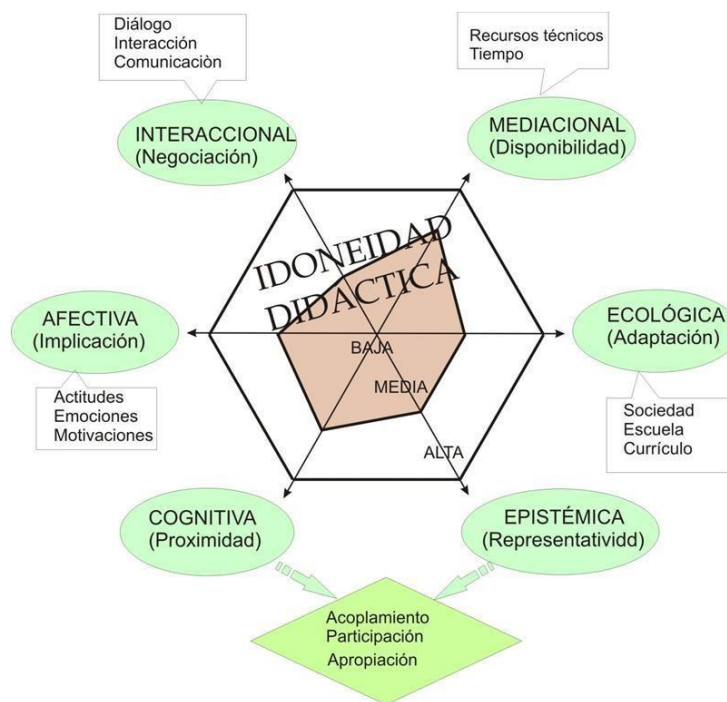 Diálogo
Interacción
Comunicaciòn
Recursos técnicos
Tiempo
INTERACCIONAL
(Negociación)
MEDIACIONAL
(Disponibilidad)
IDONEIDAD
DIDACTICA
AFECTIVA
(Implicación)
ECOLÓGICA
(Adaptación)
BAJA
MEDIA
ALTA
Actitudes
Emociones
Motivaciones
Sociedad
Escuela
Currículo
COGNITIVA
(Proximidad)
EPISTÉMICA
(Representatividd)
Acoplamiento
Participación
Apropiación